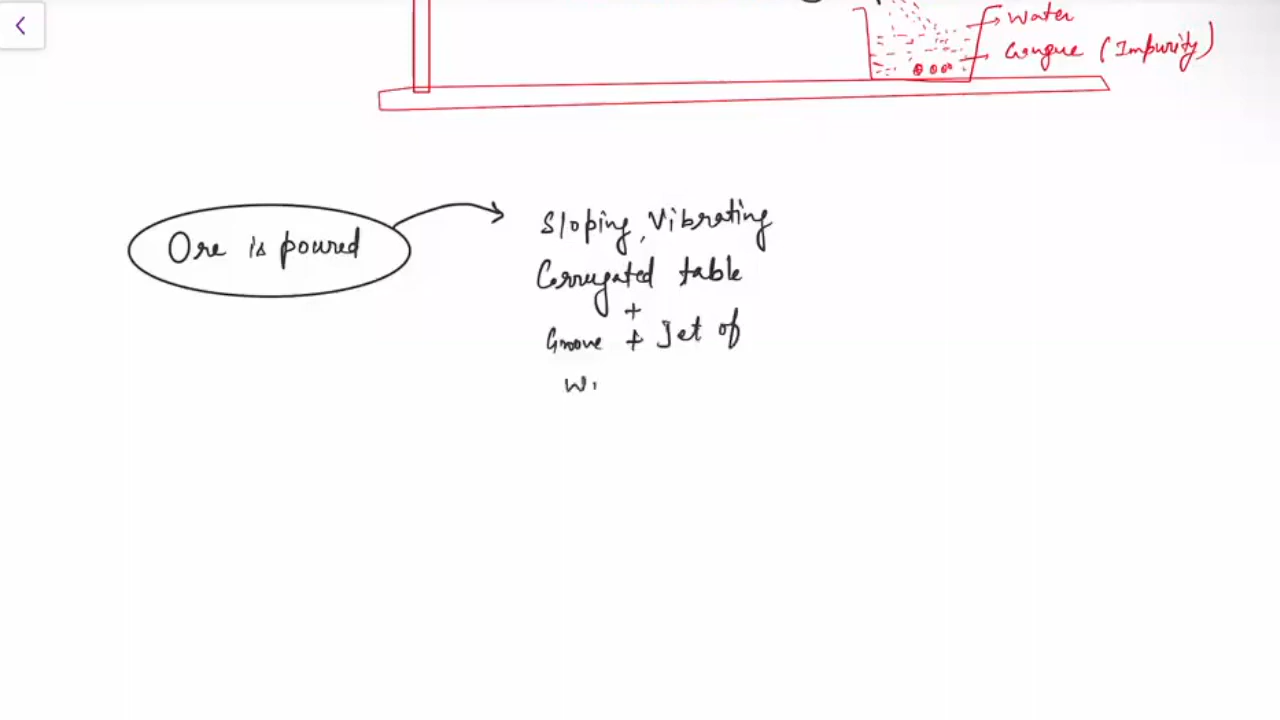 Water
Gangue (Impurity)
Ore is poured
Sloping, Vibrating
Corrugated table
+
Groove + Jet of